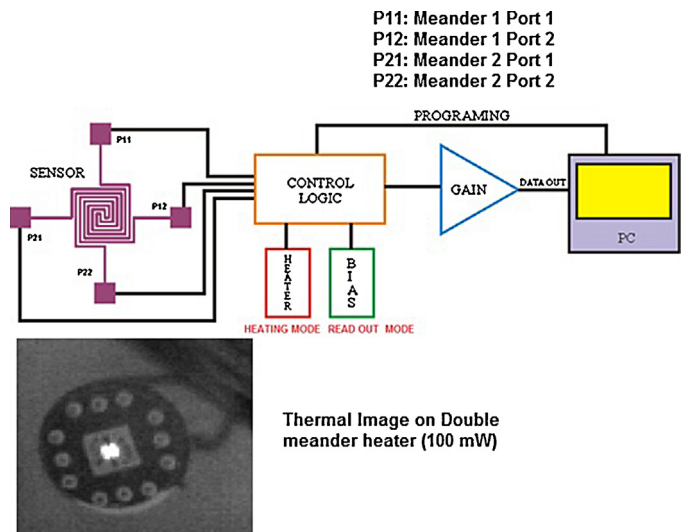 P11: Meander 1 Port 1
P12: Meander 1 Port 2
P21: Meander 2 Port 1
P22: Meander 2 Port 2
PROGRAMING
P11
SENSOR
P12
P21
P22
CONTROL
LOGIC
GAIN
DATA OUT
PC
HEATER
BIAS
HEATING MODE
READ OUT MODE
Thermal Image on Double
meander heater (100 mW)